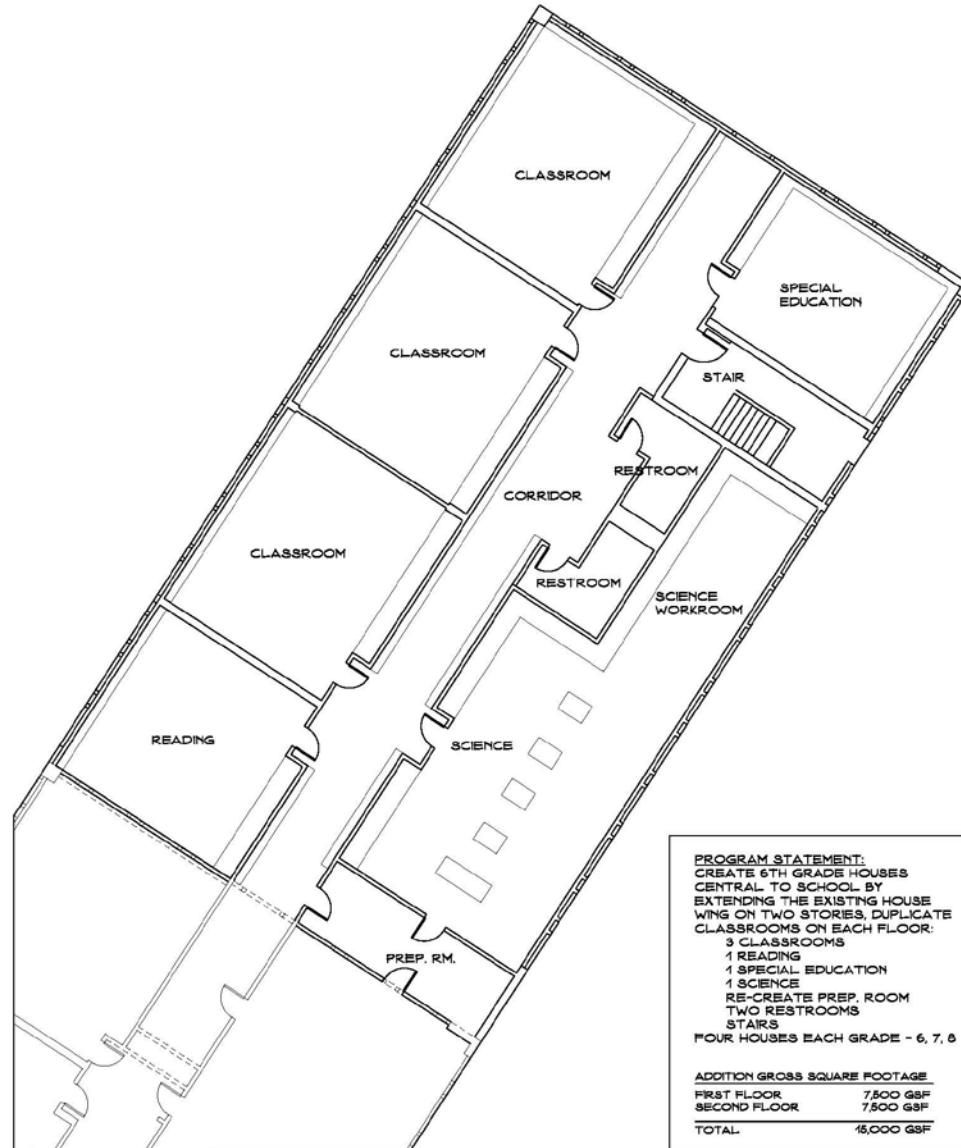 CLASSROOM
SPECIAL
EDUCATION
CLASSROOM
STAIR
RESTROOM
CORRIDOR
CLASSROOM
RESTROOM
SCIENCE
WORKROOM
READING
SCIENCE
PREP. RM.
PROGRAM STATEMENT:
CREATE 6TH GRADE HOUSES
CENTRAL TO SCHOOL BY
EXTENDING THE EXISTING HOUSE
WING ON TWO STORIES, DUPLICATE
CLASSROOMS ON EACH FLOOR:
3 CLASSROOMS
1 READING
1 SPECIAL EDUCATION
1 SCIENCE
RE-CREATE PREP. ROOM
TWO RESTROOMS
STAIRS
FOUR HOUSES EACH GRADE - 6, 7, 8
ADDITION GROSS SQUARE FOOTAGE
FIRST FLOOR 7,500 GSF
SECOND FLOOR 7,500 GSF
TOTAL 15,000 GSF